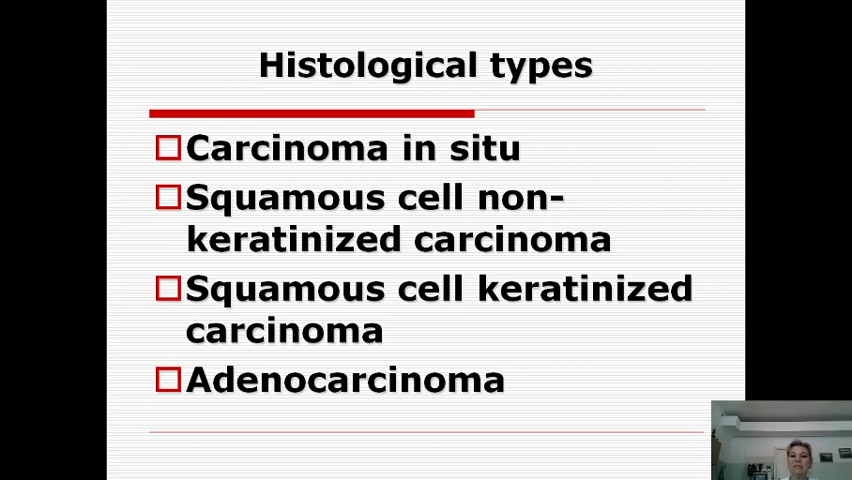 Histological types
Carcinoma in situ
Squamous cell non-
keratinized carcinoma
Squamous cell keratinized
carcinoma
Adenocarcinoma